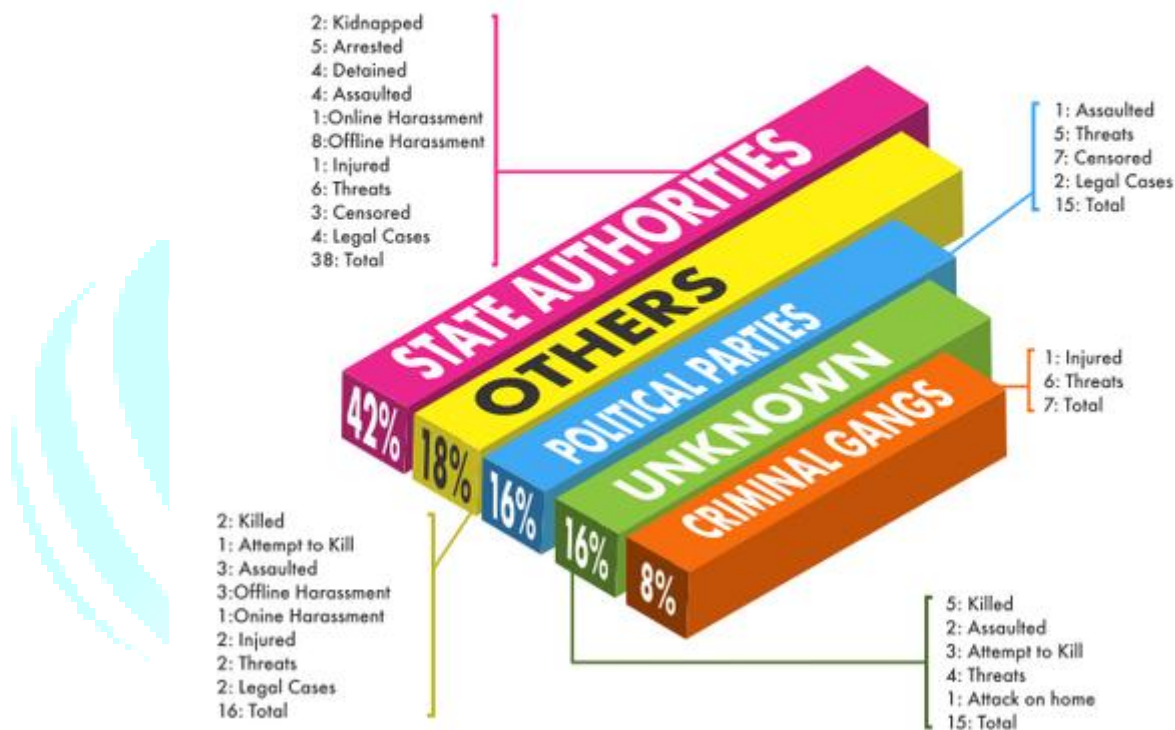 2: Kidnapped
5: Arrested
4: Detained
4: Assaulted
1:Online Harassment
8:Offline Harassment
1: Injured
6: Threats
3: Censored
4: Legal Cases
38: Total
1: Assaulted
5: Threats
7: Censored
2: Legal Cases
15: Total
STATE AUTHORITIES
42%
OTHERS
18%
POLITICAL PARTIES
16%
UNKNOWN
16%
CRIMINAL GANGS
8%
1: Injured
6: Threats
7: Total
2: Killed
1: Attempt to Kill
3: Assaulted
3:Offline Harassment
1:Onine Harassment
2: Injured
2: Threats
2: Legal Cases
16: Total
5: Killed
2: Assaulted
3: Attempt to Kill
4: Threats
1: Attack on home
15: Total